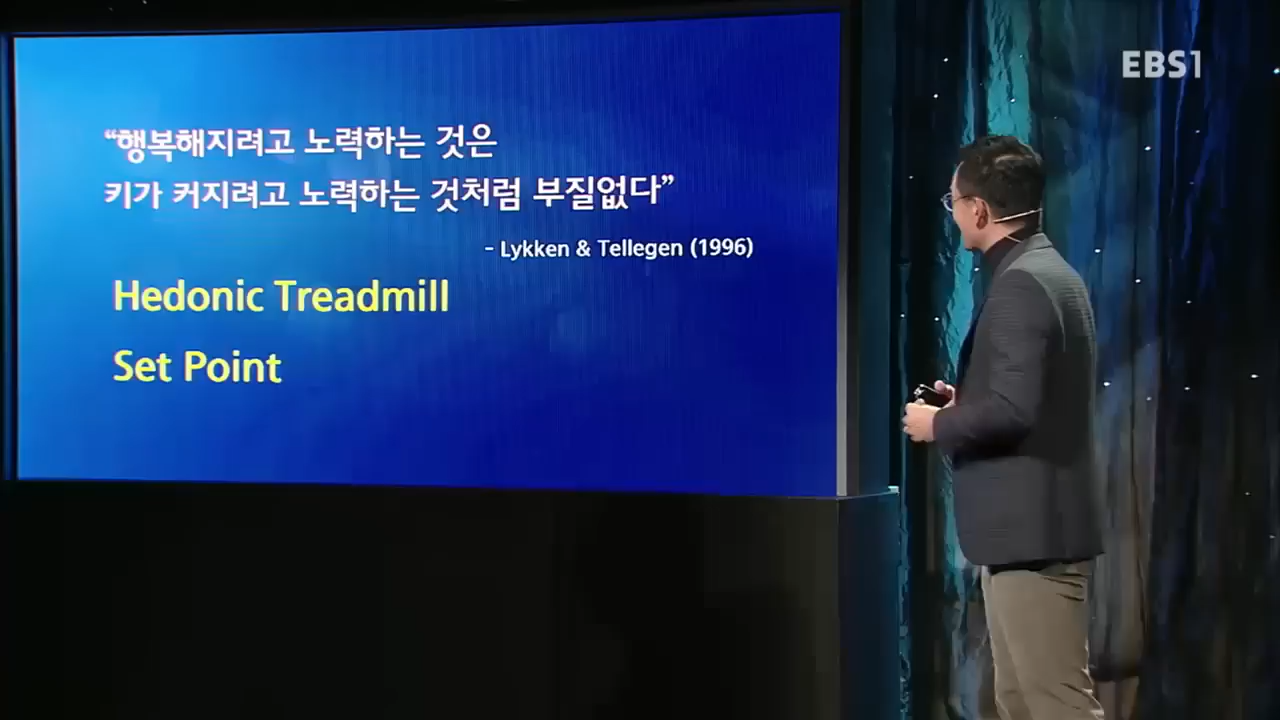 EBS1
“행복해지려고 노력하는 것은
키가 커지려고 노력하는 것처럼 부질없다”
- Lykken & Tellegen (1996)
Hedonic Treadmill
Set Point